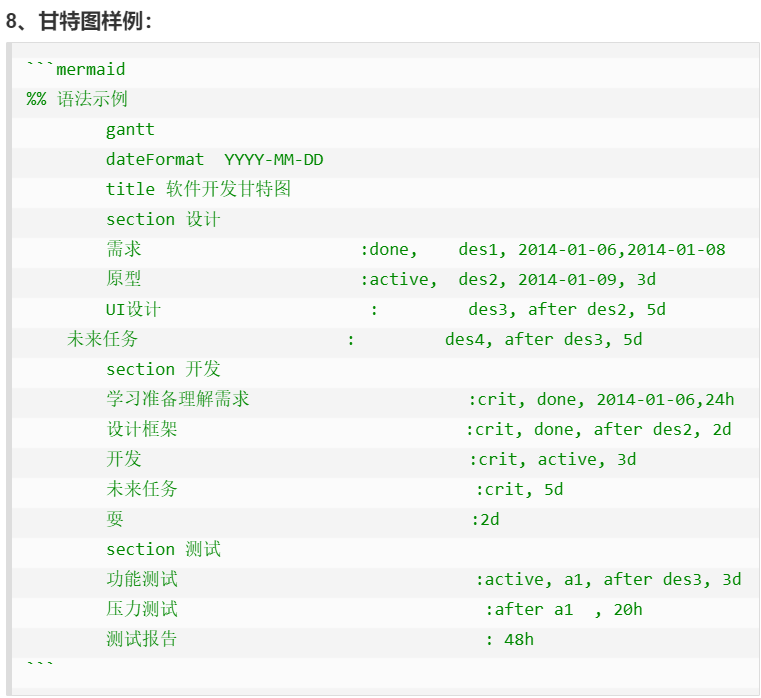 8、甘特图样例：
```mermaid
%% 语法示例
        gantt
        dateFormat  YYYY-MM-DD
        title 软件开发甘特图
        section 设计
        需求                      :done,    des1, 2014-01-06,2014-01-08
        原型                      :active,  des2, 2014-01-09, 3d
        UI设计                     :         des3, after des2, 5d
    未来任务                     :         des4, after des3, 5d
        section 开发
        学习准备理解需求                      :crit, done, 2014-01-06,24h
        设计框架                             :crit, done, after des2, 2d
        开发                                 :crit, active, 3d
        未来任务                              :crit, 5d
        耍                                   :2d
        section 测试
        功能测试                              :active, a1, after des3, 3d
        压力测试                               :after a1  , 20h
        测试报告                               : 48h
```